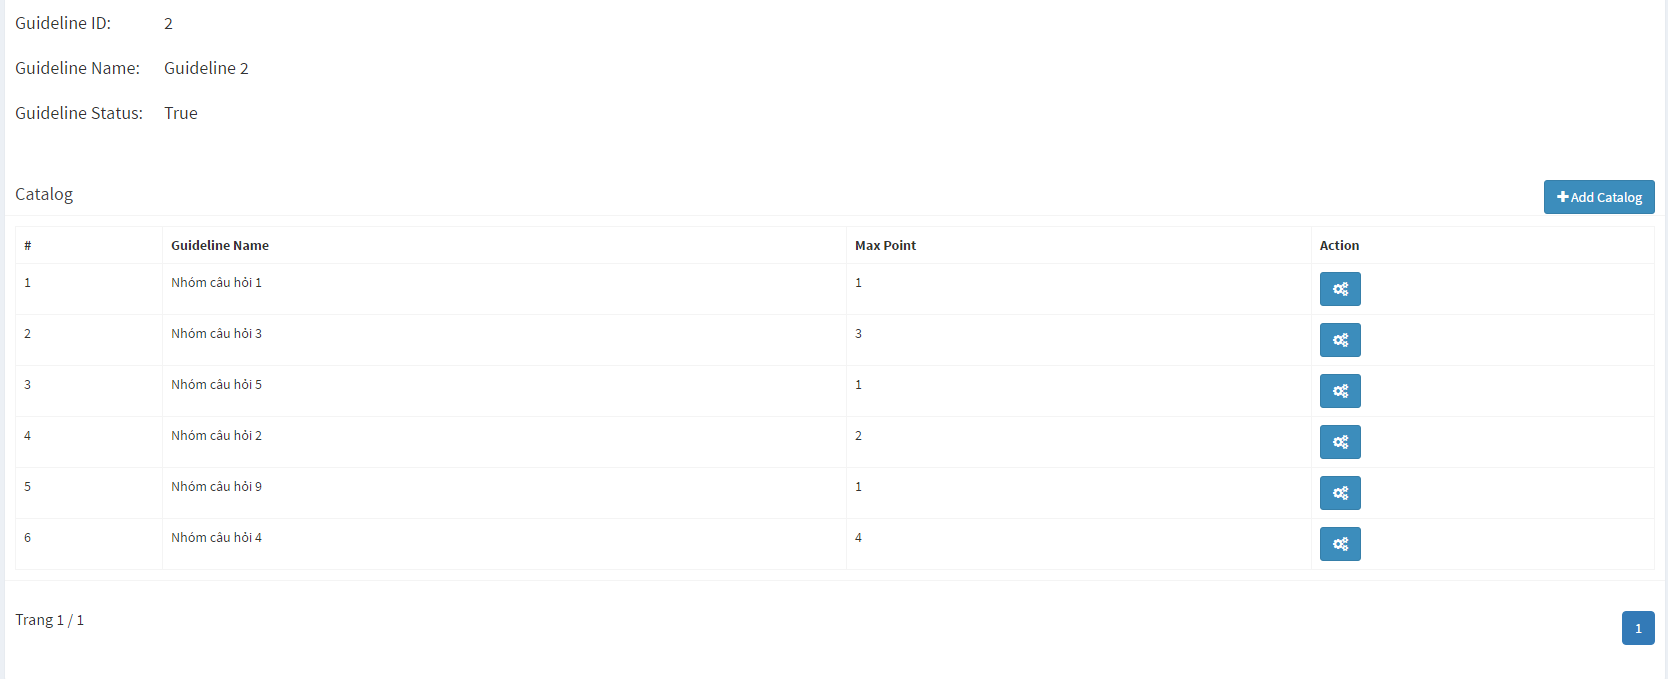 Guideline ID: 2
Guideline Name: Guideline 2
Guideline Status: True
Catalog
Add Catalog
# Guideline Name Max Point Action
1 Nhóm câu hỏi 1 1
2 Nhóm câu hỏi 3 3
3 Nhóm câu hỏi 5 1
4 Nhóm câu hỏi 2 2
5 Nhóm câu hỏi 9 1
6 Nhóm câu hỏi 4 4
Trang 1 / 1
1